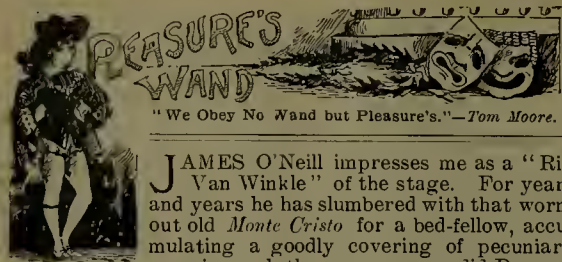 PLEASURE'S
WAND
"We Obey No Wand but Pleasure's."—Tom Moore.
JAMES O'Neill impresses me as a "Ri
Van Winkle" of the stage. For year
and years he has slumbered with that worn
out old Monte Cristo for a bed-fellow, accu
mulating a goodly covering of pecuniar